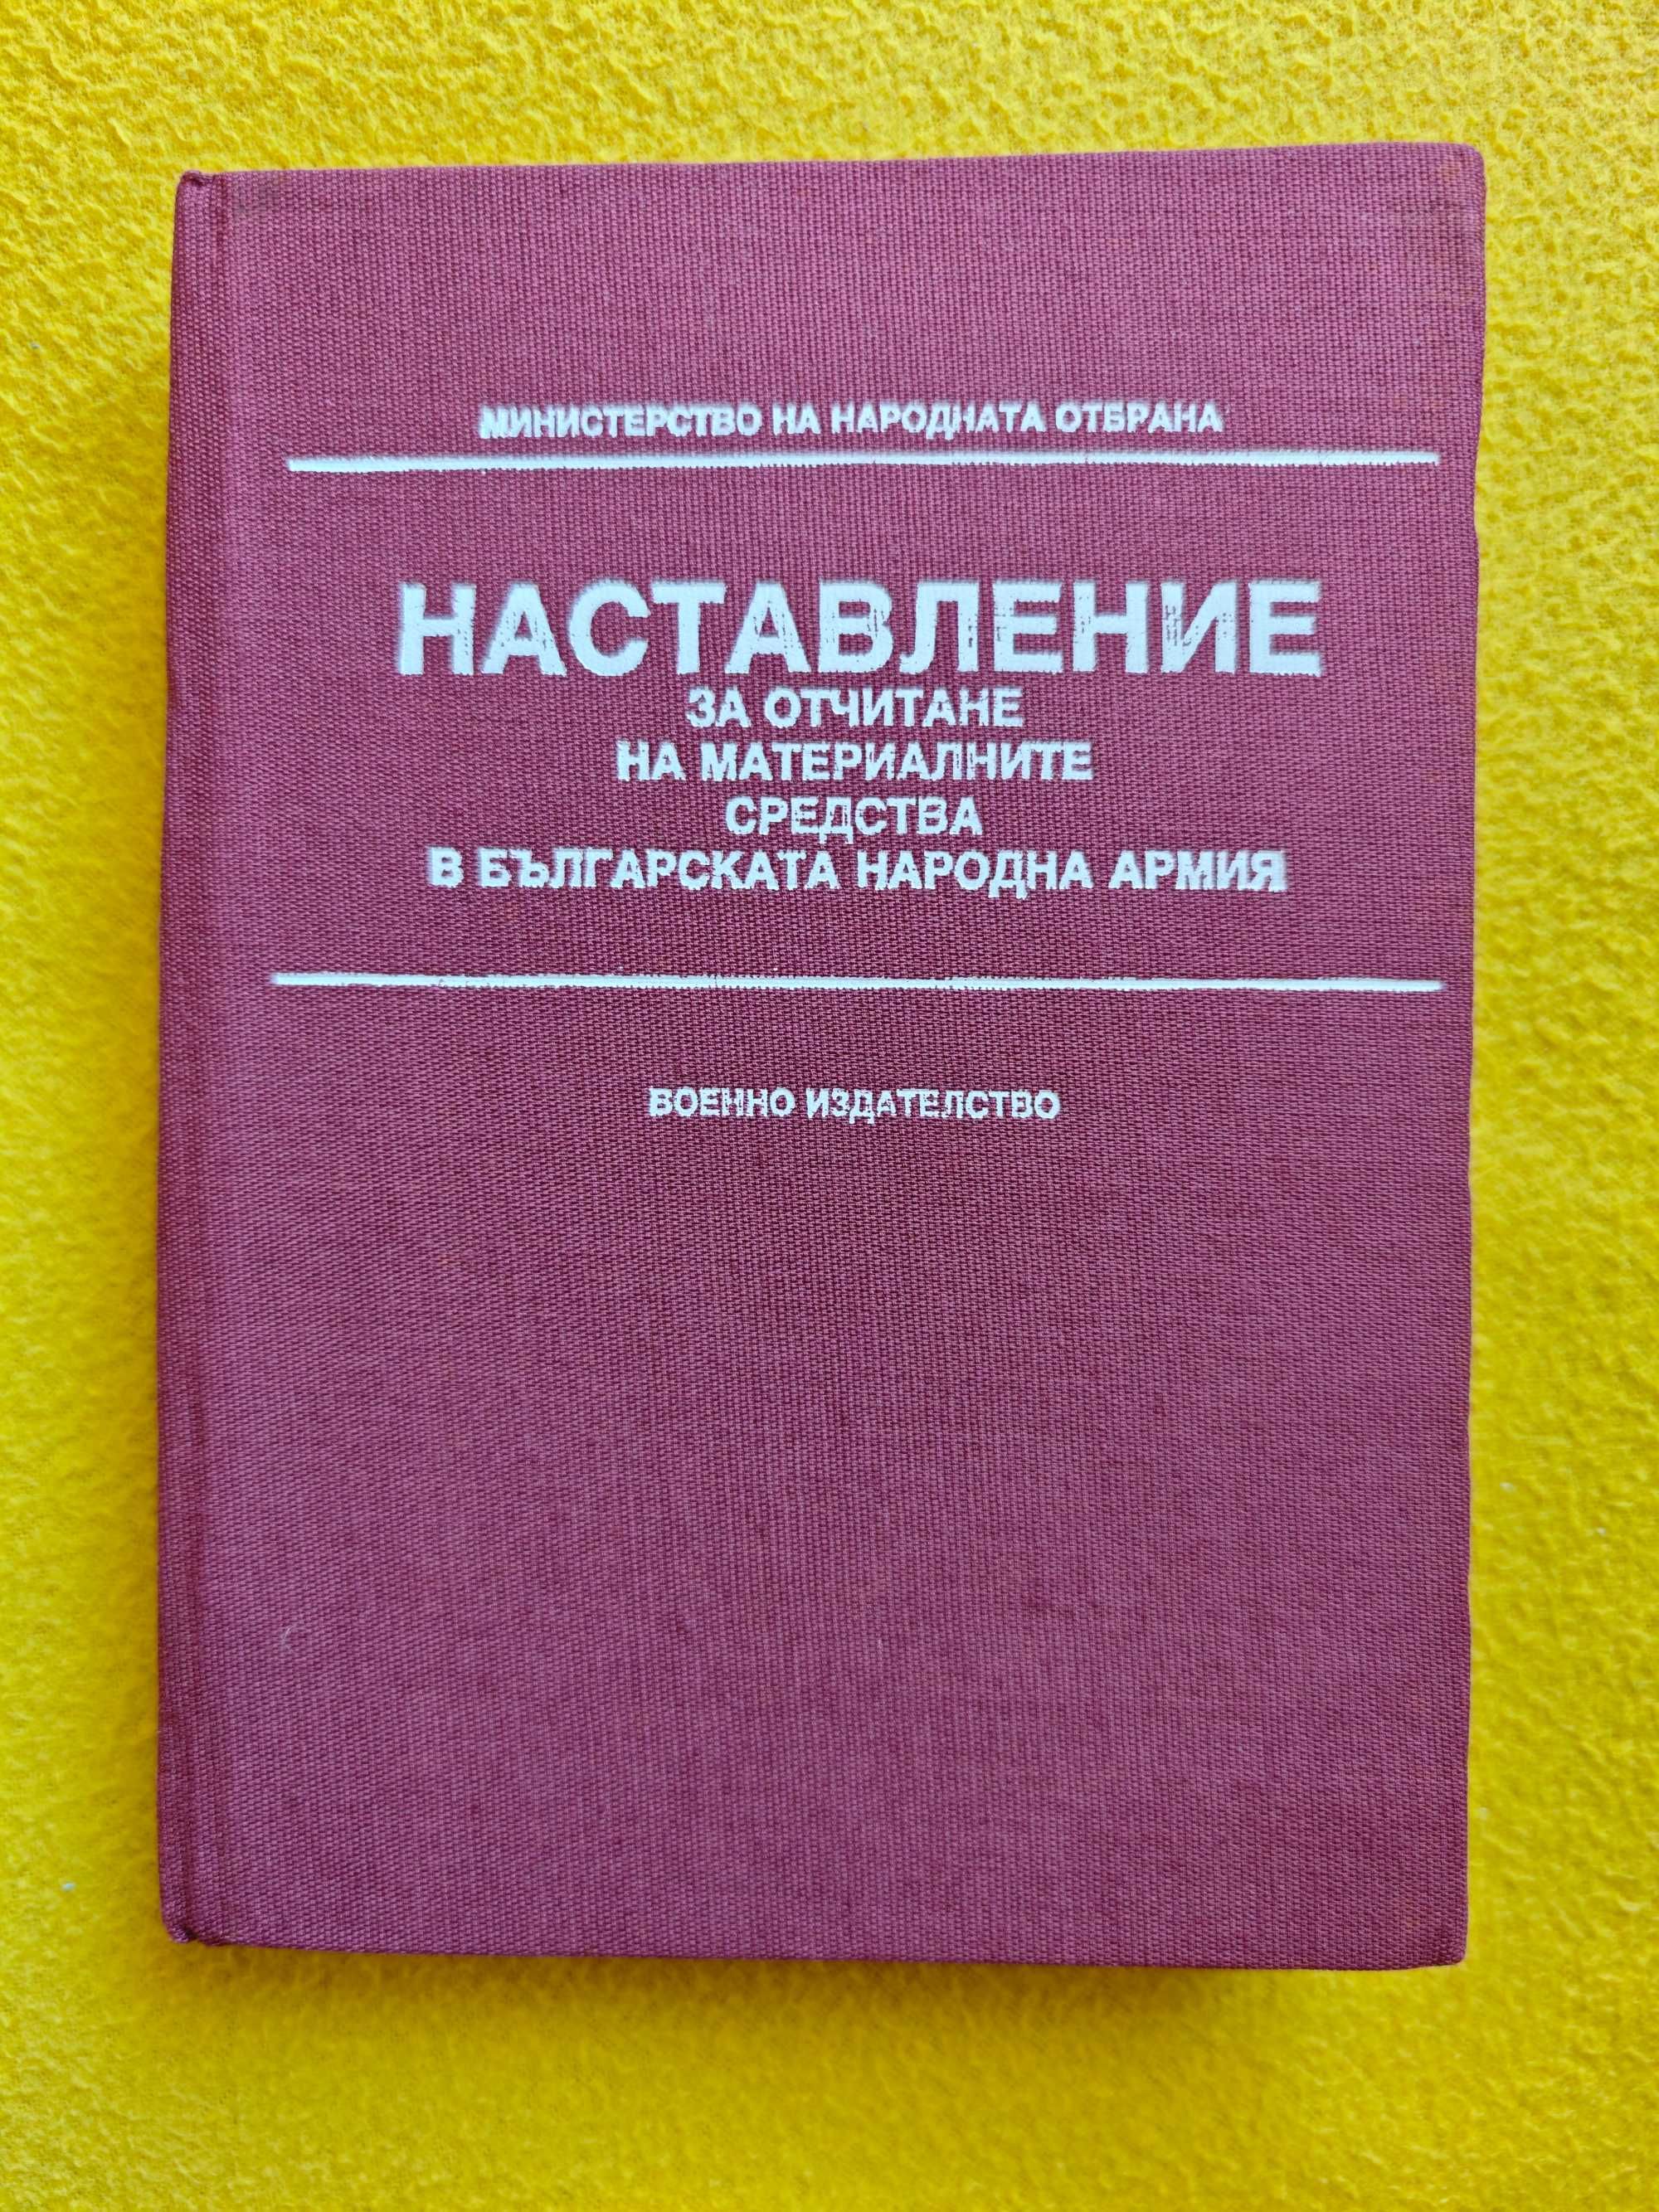 МИНИСТЕРСТВО НА НАРОДНАТА ОТБРАНА
НАСТАВЛЕНИЕ
ЗА ОТЧИТАНЕ
НА МАТЕРИАЛНИТЕ
СРЕДСТВА
В БЪЛГАРСКАТА НАРОДНА АРМИЯ
ВОЕННО ИЗДАТЕЛСТВО